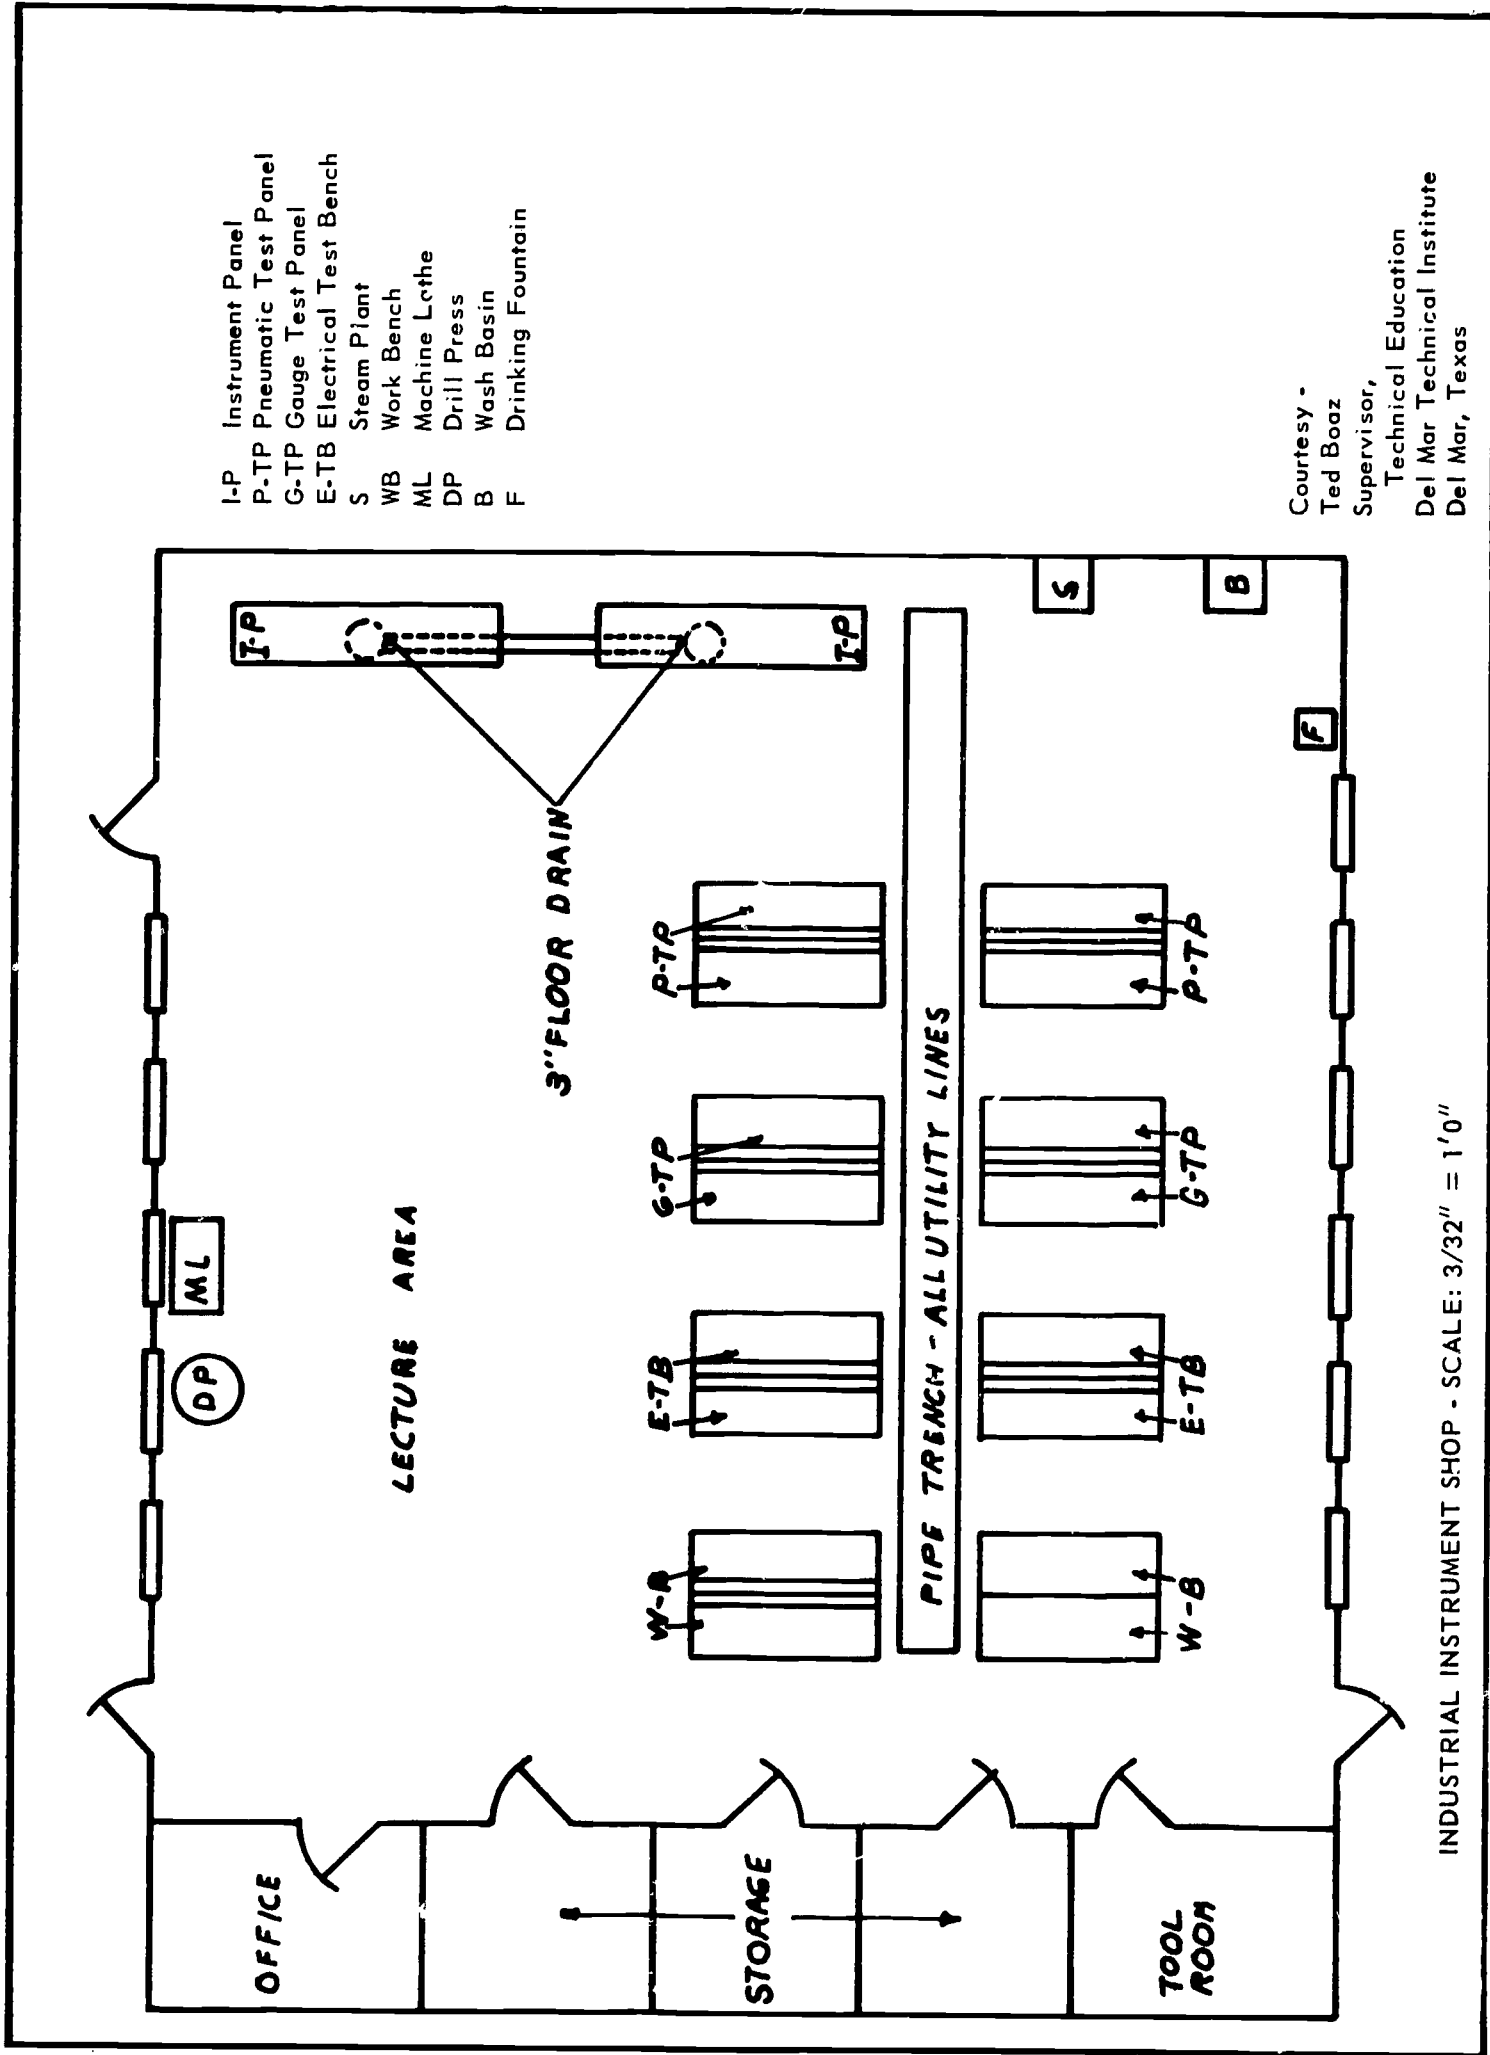 I-P Instrument Panel
P-TP Pneumatic Test Panel
G-TP Gauge Test Panel
E-TB Electrical Test Bench
S Steam Plant
WB Work Bench
ML Machine Lathe
DP Drill Press
B Wash Basin
F Drinking Fountain
OFFICE
STORAGE
TOOL
ROOM
DP
ML
LECTURE AREA
3" FLOOR DRAIN
I-P
I-P
W-B
E-TB
G-TP
P-TP
PIPE TRENCH - ALL UTILITY LINES
W-B
E-TB
G-TP
P-TP
S
B
F
Courtesy -
Ted Boaz
Supervisor,
Technical Education
Del Mar Technical Institute
Del Mar, Texas
INDUSTRIAL INSTRUMENT SHOP - SCALE: 3/32" = 1'0"